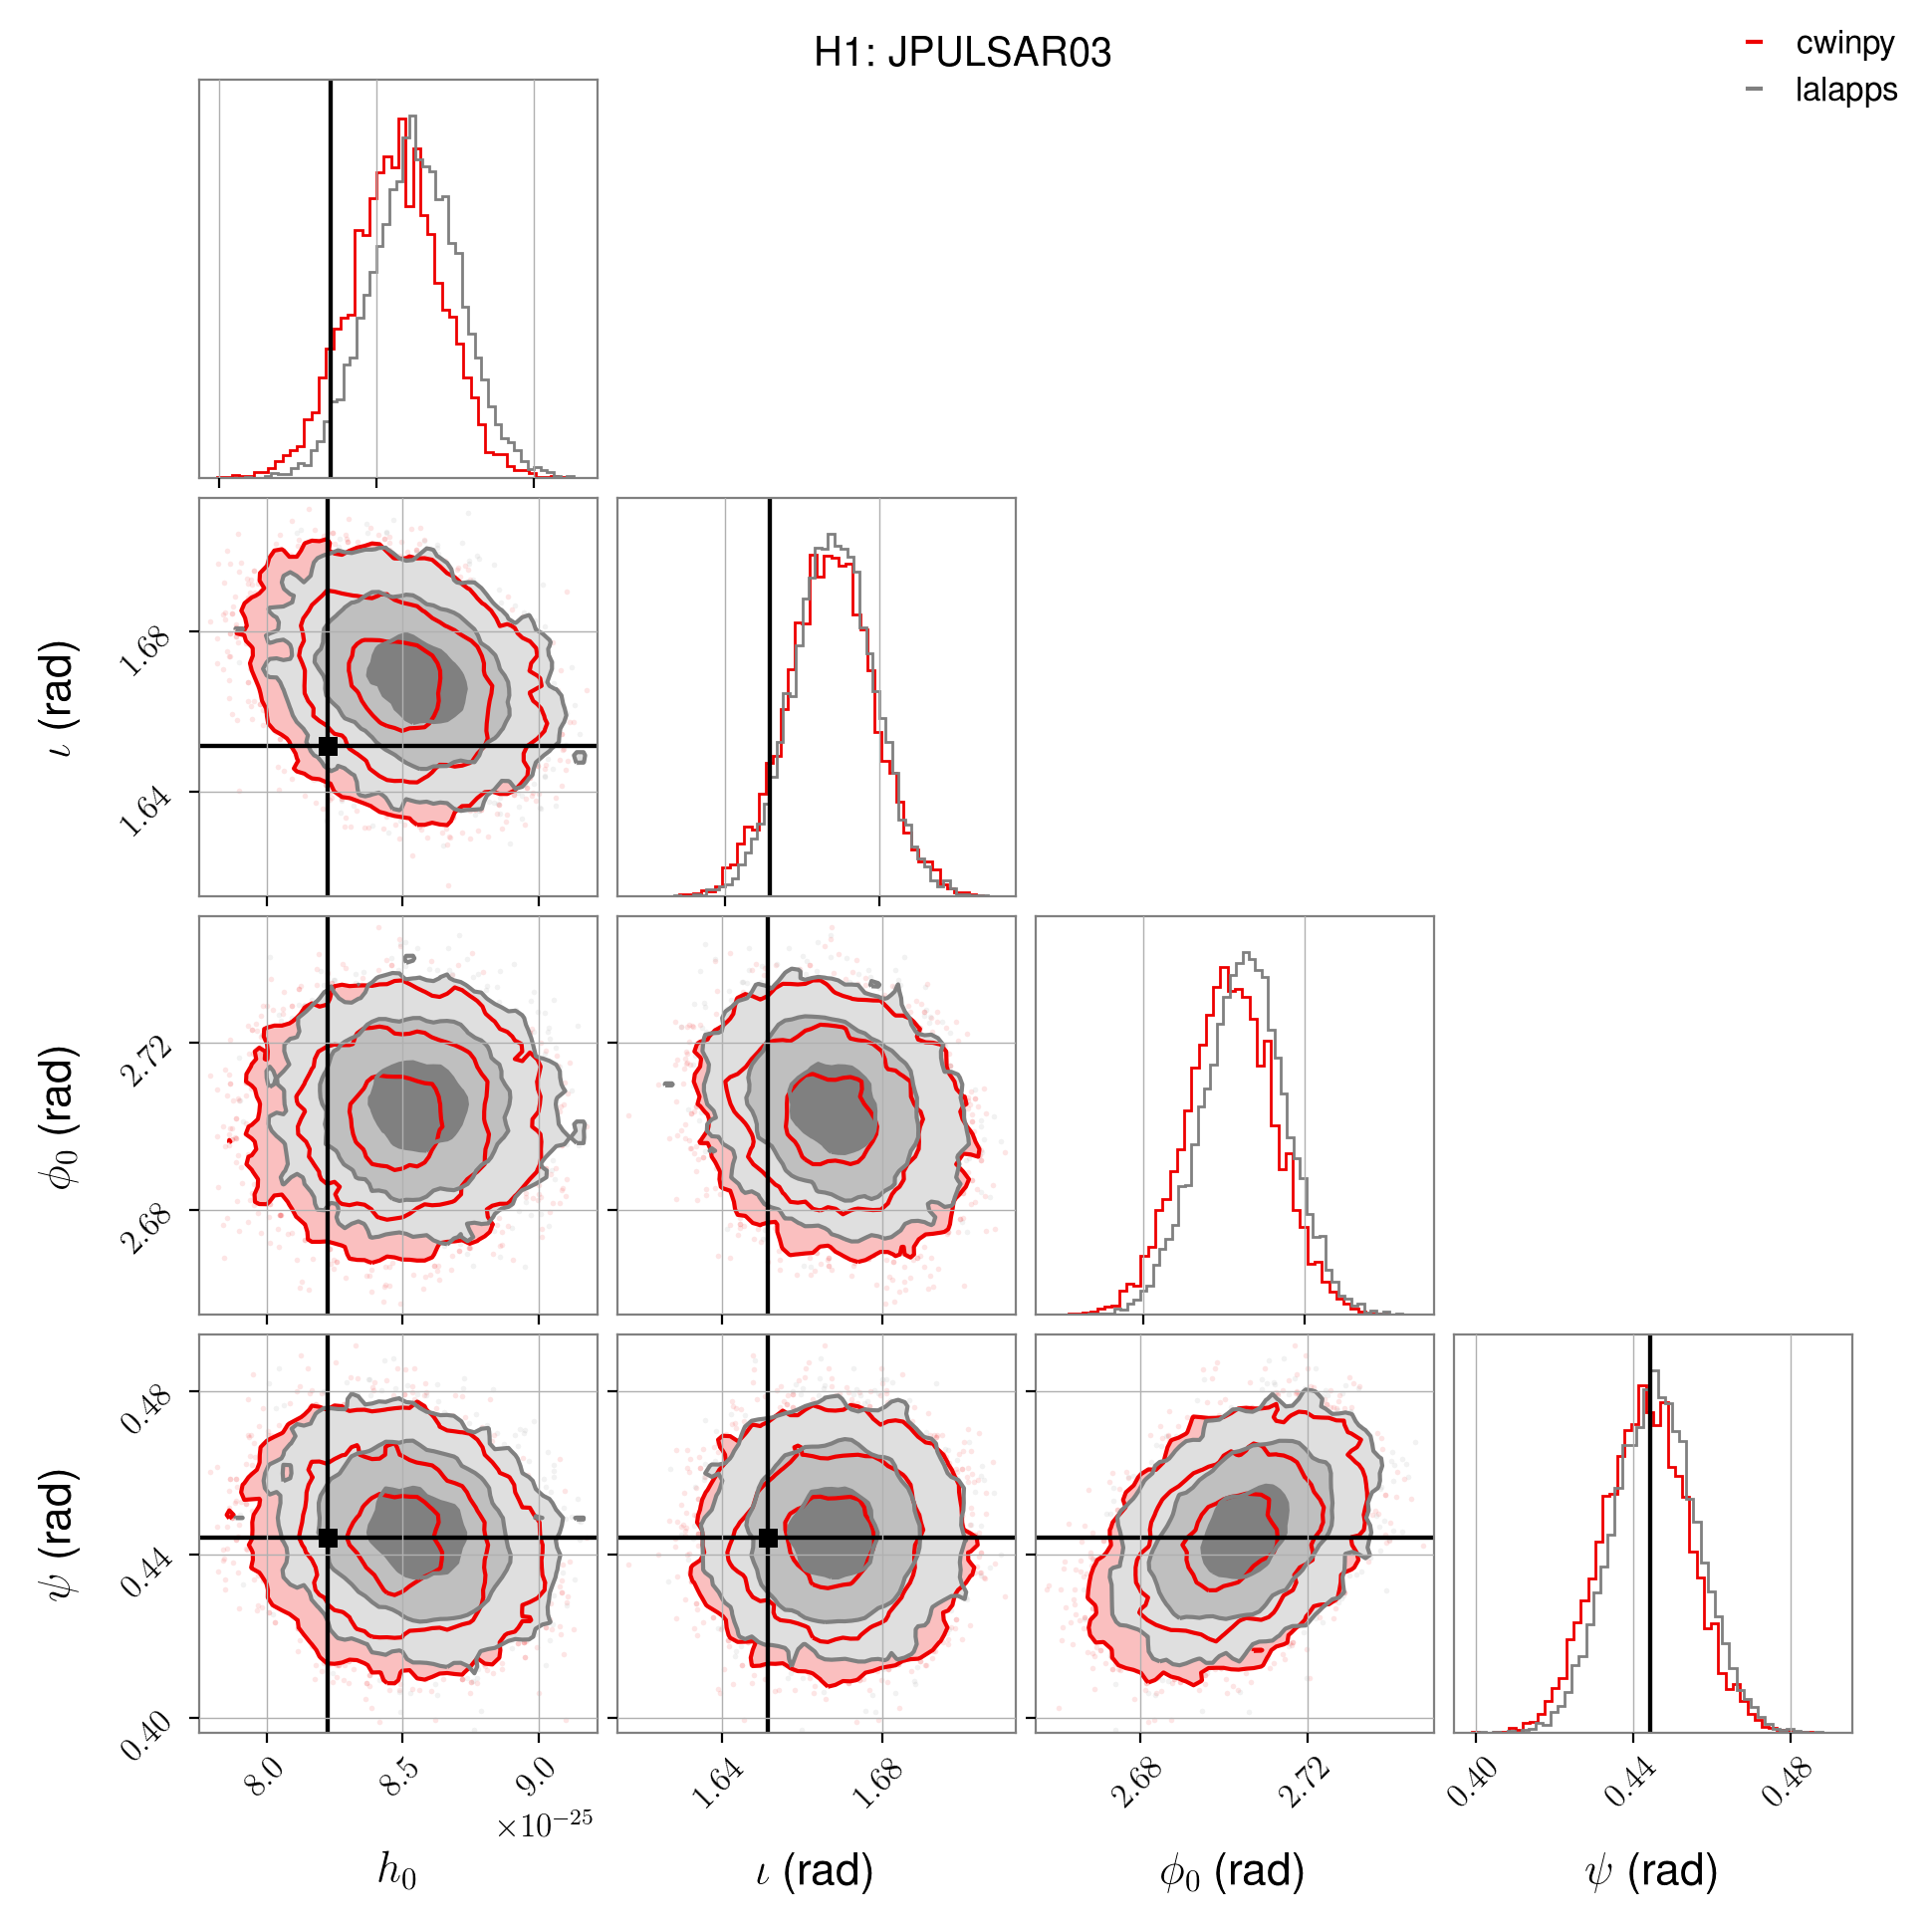 H1: JPULSAR03
cwinpy
lalapps
ι (rad)
1.68
1.64
ϕ₀ (rad)
2.72
2.68
ψ (rad)
0.48
0.44
0.40
8.0 8.5 9.0 1.64 1.68 2.68 2.72 0.40 0.44 0.48
×10⁻²⁵
h₀ ι (rad) ϕ₀ (rad) ψ (rad)